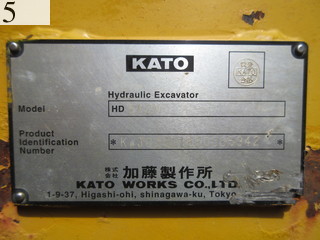 5
KATO
Hydraulic Excavator
Model HD
Product
Identification
Number
株式会社 加藤製作所
KATO WORKS CO.,LTD.
1-9-37, Higashi-ohi, shinagawa-ku, Tokyo